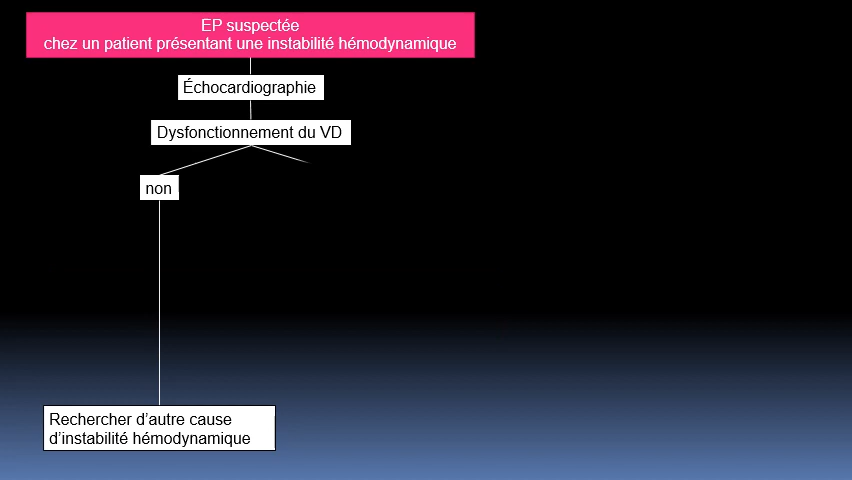 EP suspectée
chez un patient présentant une instabilité hémodynamique
Échocardiographie
Dysfonctionnement du VD
non
Rechercher d’autre cause
d’instabilité hémodynamique